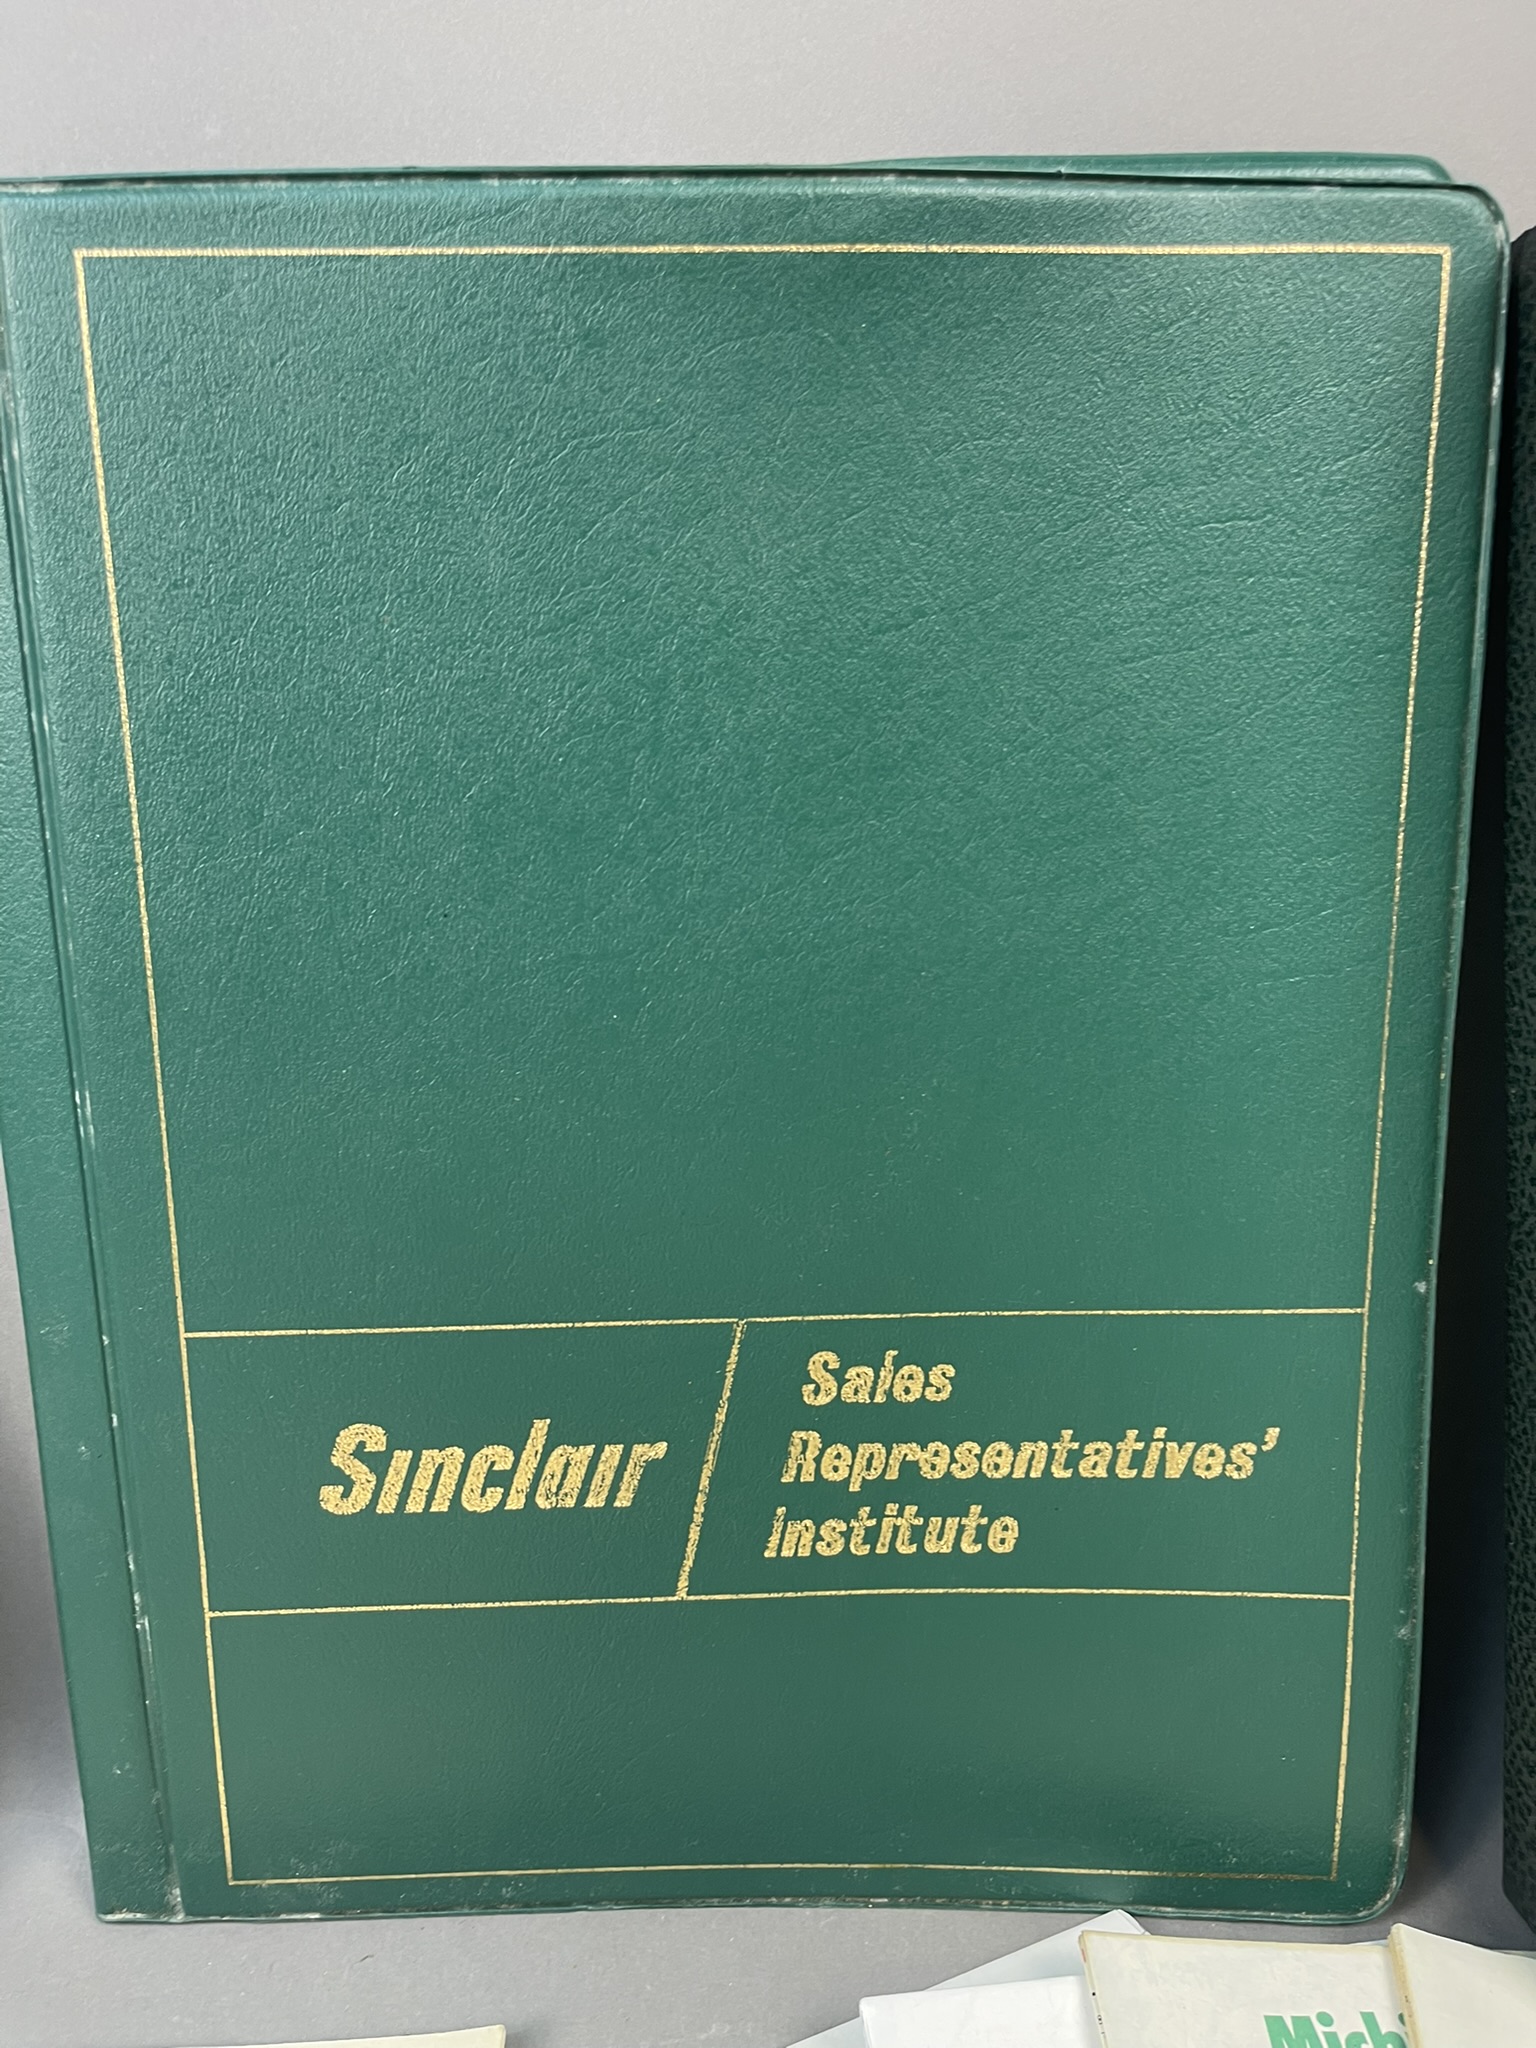 Sinclair
Sales
Representatives'
Institute